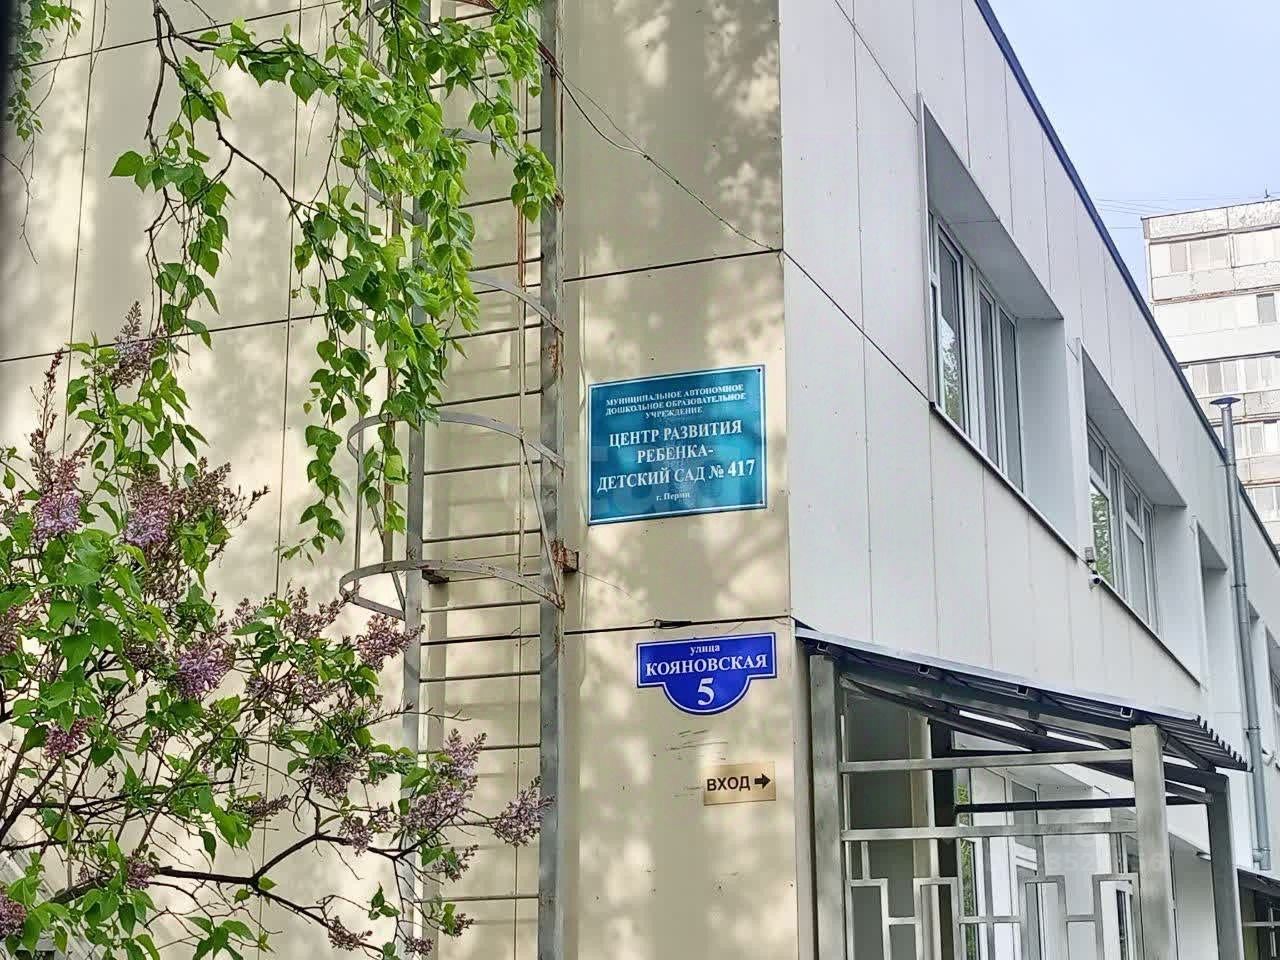 МУНИЦИПАЛЬНОЕ АВТОНОМНОЕ
ДОШКОЛЬНОЕ ОБРАЗОВАТЕЛЬНОЕ
УЧРЕЖДЕНИЕ
ЦЕНТР РАЗВИТИЯ
РЕБЕНКА-
ДЕТСКИЙ САД № 417
г. Перми
улица
КОЯНОВСКАЯ
5
ВХОД